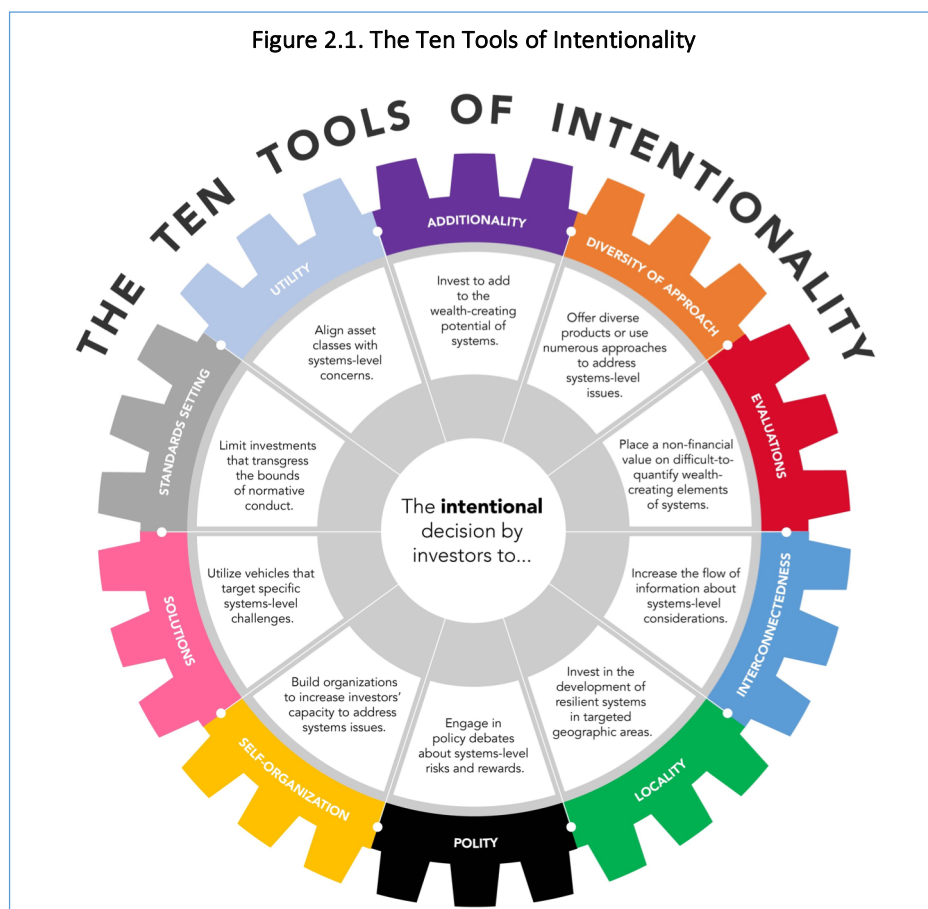 Figure 2.1. The Ten Tools of Intentionality
THE TEN TOOLS OF INTENTIONALITY
ADDITIONALITY
Invest to add
to the
wealth-creating
potential of
systems.
DIVERSITY OF APPROACH
Offer diverse
products or use
numerous approaches
to address
systems-level
issues.
EVALUATIONS
Place a non-financial
value on difficult-to-
quantify wealth-
creating elements
of systems.
INTERCONNECTEDNESS
Increase the flow of
information about
systems-level
considerations.
LOCALITY
Invest in the
development of
resilient systems
in targeted
geographic areas.
POLITY
Engage in
policy debates
about systems-level
risks and rewards.
SELF-ORGANIZATION
Build organizations
to increase investors’
capacity to address
systems issues.
SOLUTIONS
Utilize vehicles that
target specific
systems-level
challenges.
STANDARDS SETTING
Limit investments
that transgress
the bounds
of normative
conduct.
UTILITY
Align asset
classes with
systems-level
concerns.
The intentional
decision by
investors to...